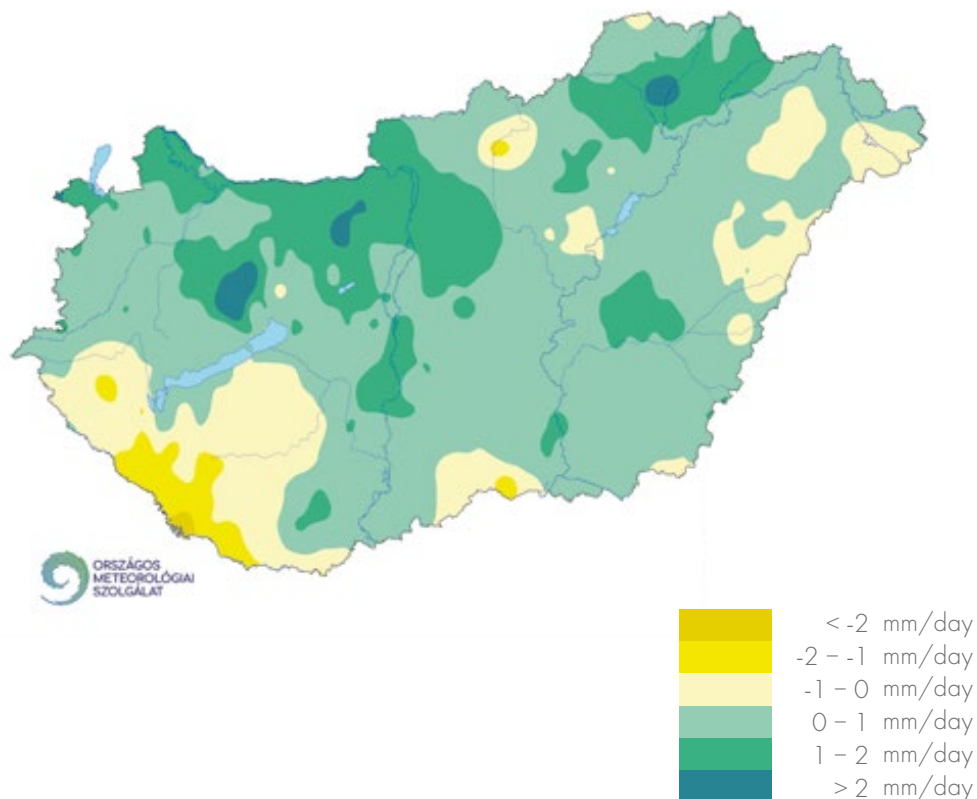 ORSZÁGOS
METEOROLÓGIAI
SZOLGÁLAT
< -2 mm/day
-2 – -1 mm/day
-1 – 0 mm/day
0 – 1 mm/day
1 – 2 mm/day
> 2 mm/day